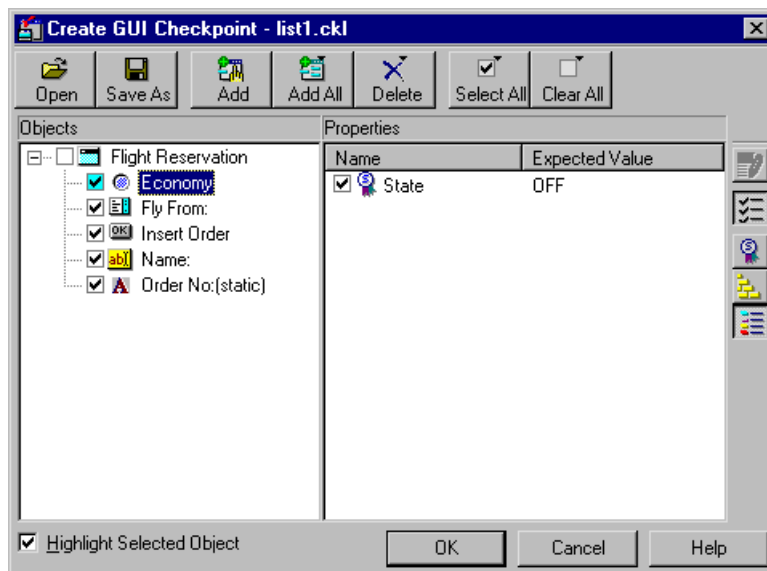 Create GUI Checkpoint - list1.ckl
Open Save As Add Add All Delete Select All Clear All
Objects Properties
Flight Reservation
Economy
Fly From:
OK Insert Order
ab Name:
A Order No:(static)
Name Expected Value
S State OFF
Highlight Selected Object
OK Cancel Help